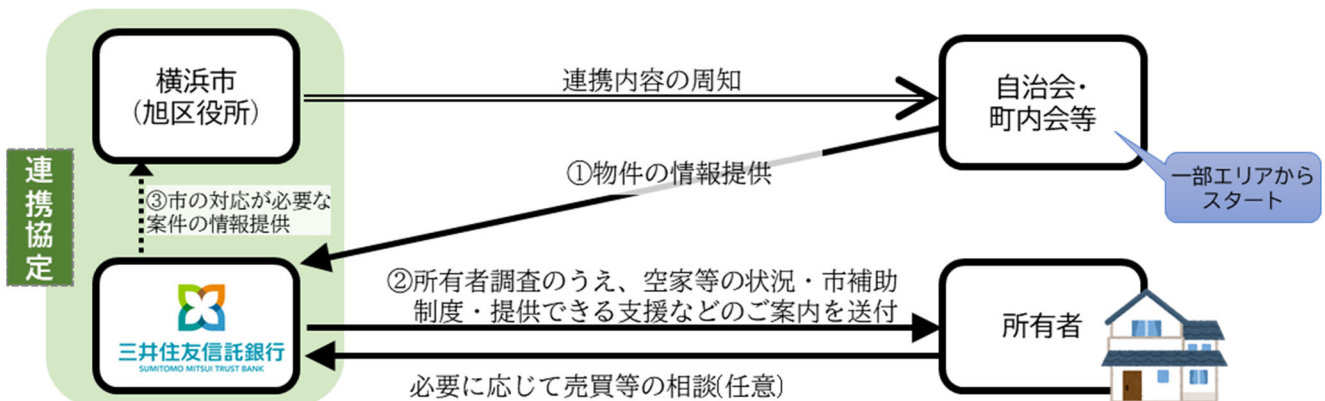 横浜市
(旭区役所)
連携内容の周知
自治会・
町内会等
一部エリアから
スタート
①物件の情報提供
連携協定
③市の対応が必要な
案件の情報提供
三井住友信託銀行
SUMITOMO MITSUI TRUST BANK
②所有者調査のうえ、空家等の状況・市補助
制度・提供できる支援などのご案内を送付
所有者
必要に応じて売買等の相談(任意)